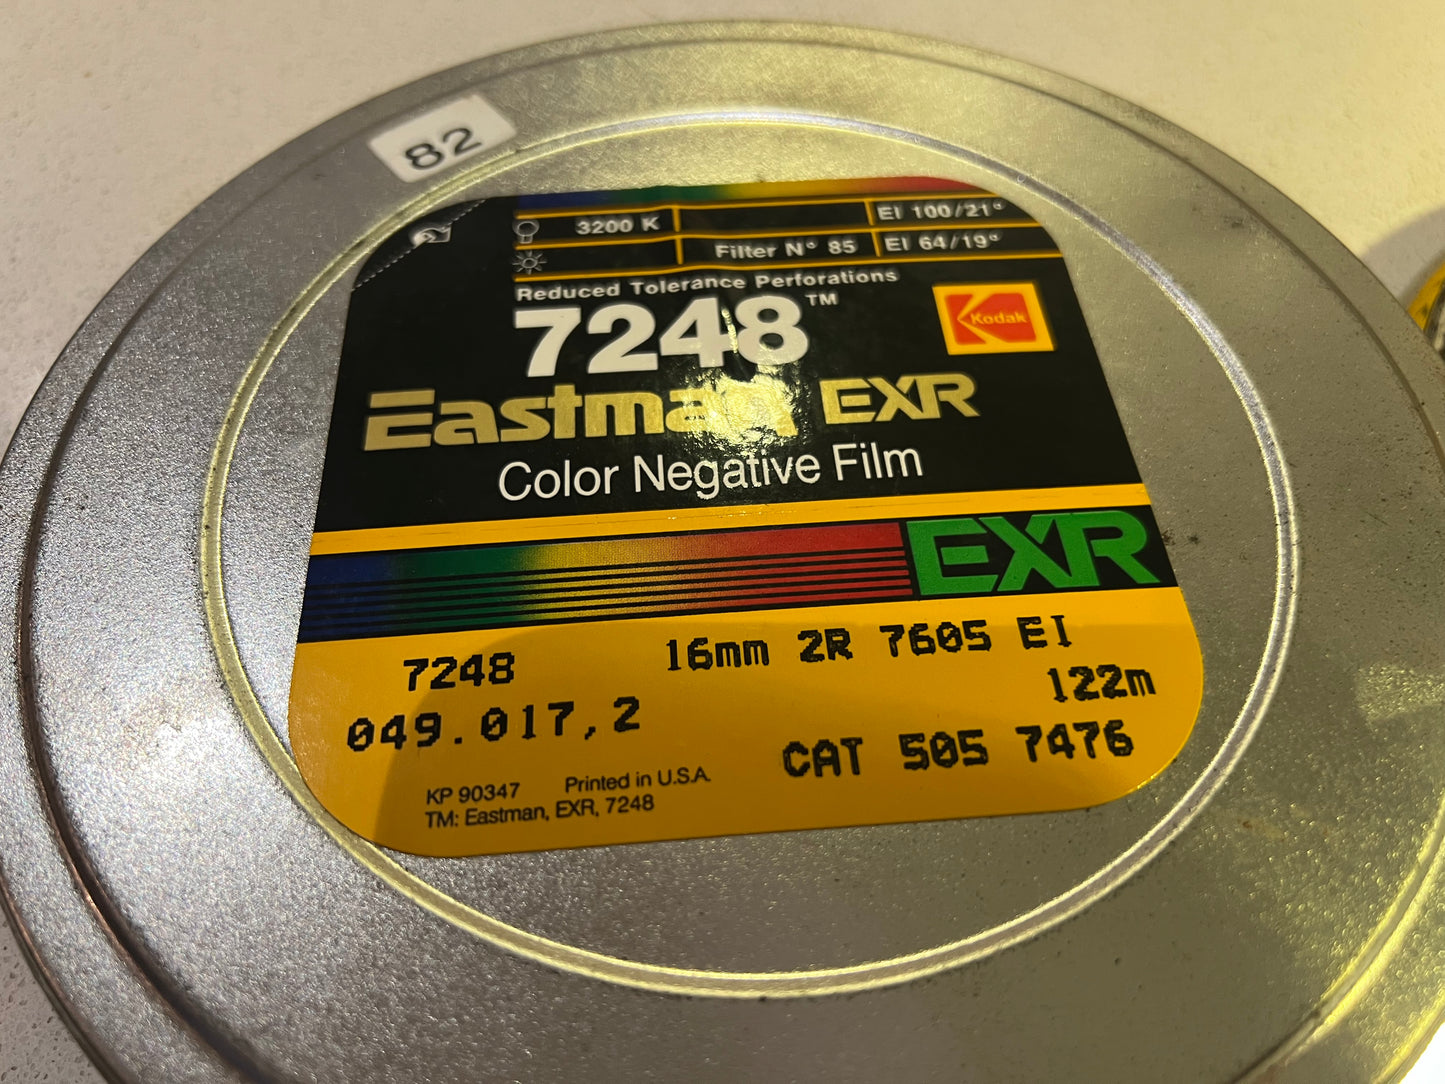 82
3200 K EI 100/21°
Filter N° 85 EI 64/19°
Reduced Tolerance Perforations
7248™
Kodak
Eastman EXR
Color Negative Film
EXR
7248 16mm 2R 7605 EI
049.017,2 122m
CAT 505 7476
KP 90347 Printed in U.S.A.
TM: Eastman, EXR, 7248